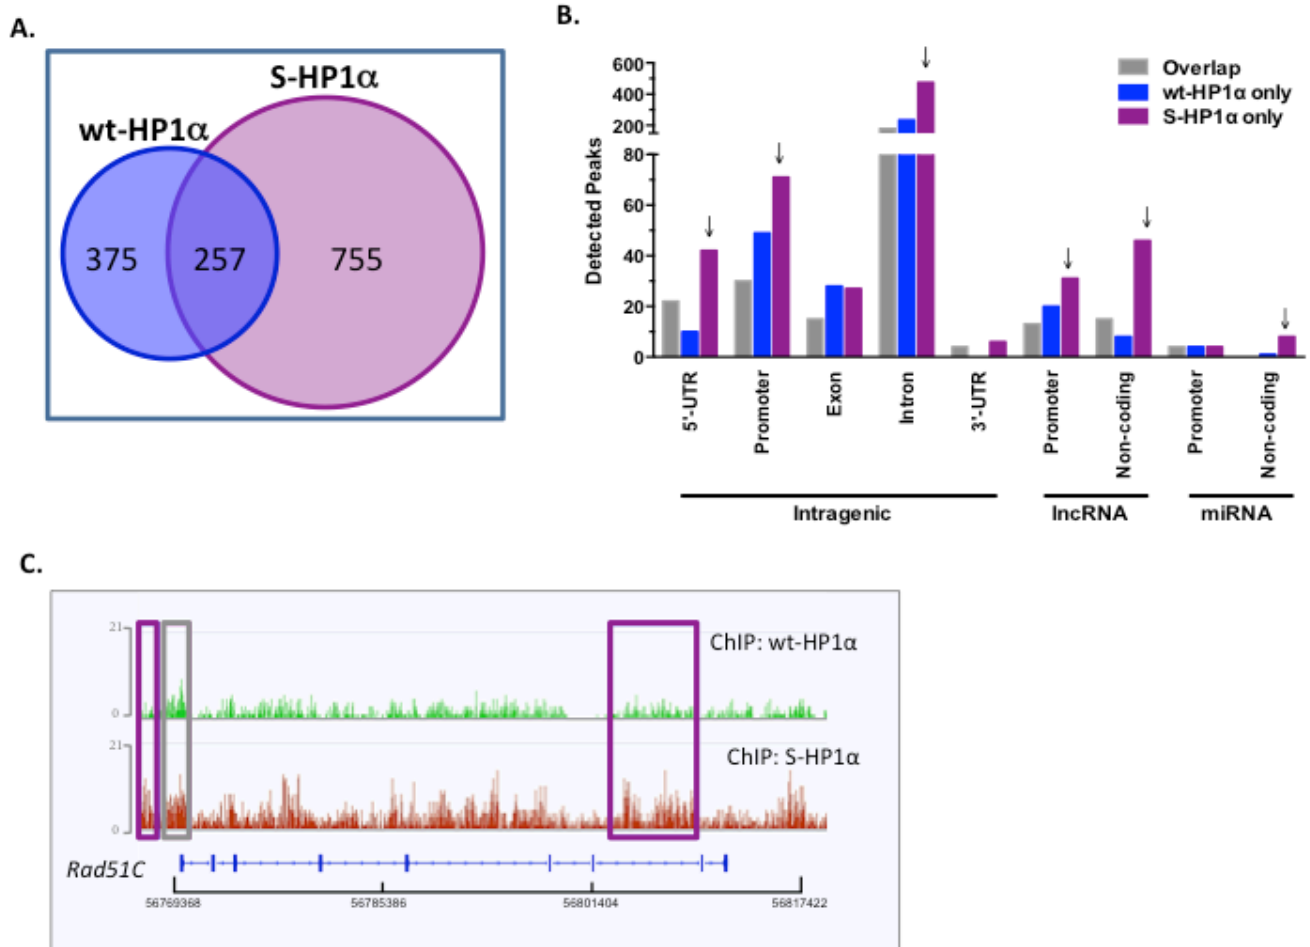 A.
S-HP1α
wt-HP1α
375
257
755
B.
Detected Peaks
600
400
200
80
60
40
20
0
Overlap
wt-HP1α only
S-HP1α only
5'-UTR
Promoter
Exon
Intron
3'-UTR
Promoter
Non-coding
Promoter
Non-coding
Intragenic
lncRNA
miRNA
C.
21
0
ChIP: wt-HP1α
21
0
ChIP: S-HP1α
Rad51C
56769368
56785386
56801404
56817422